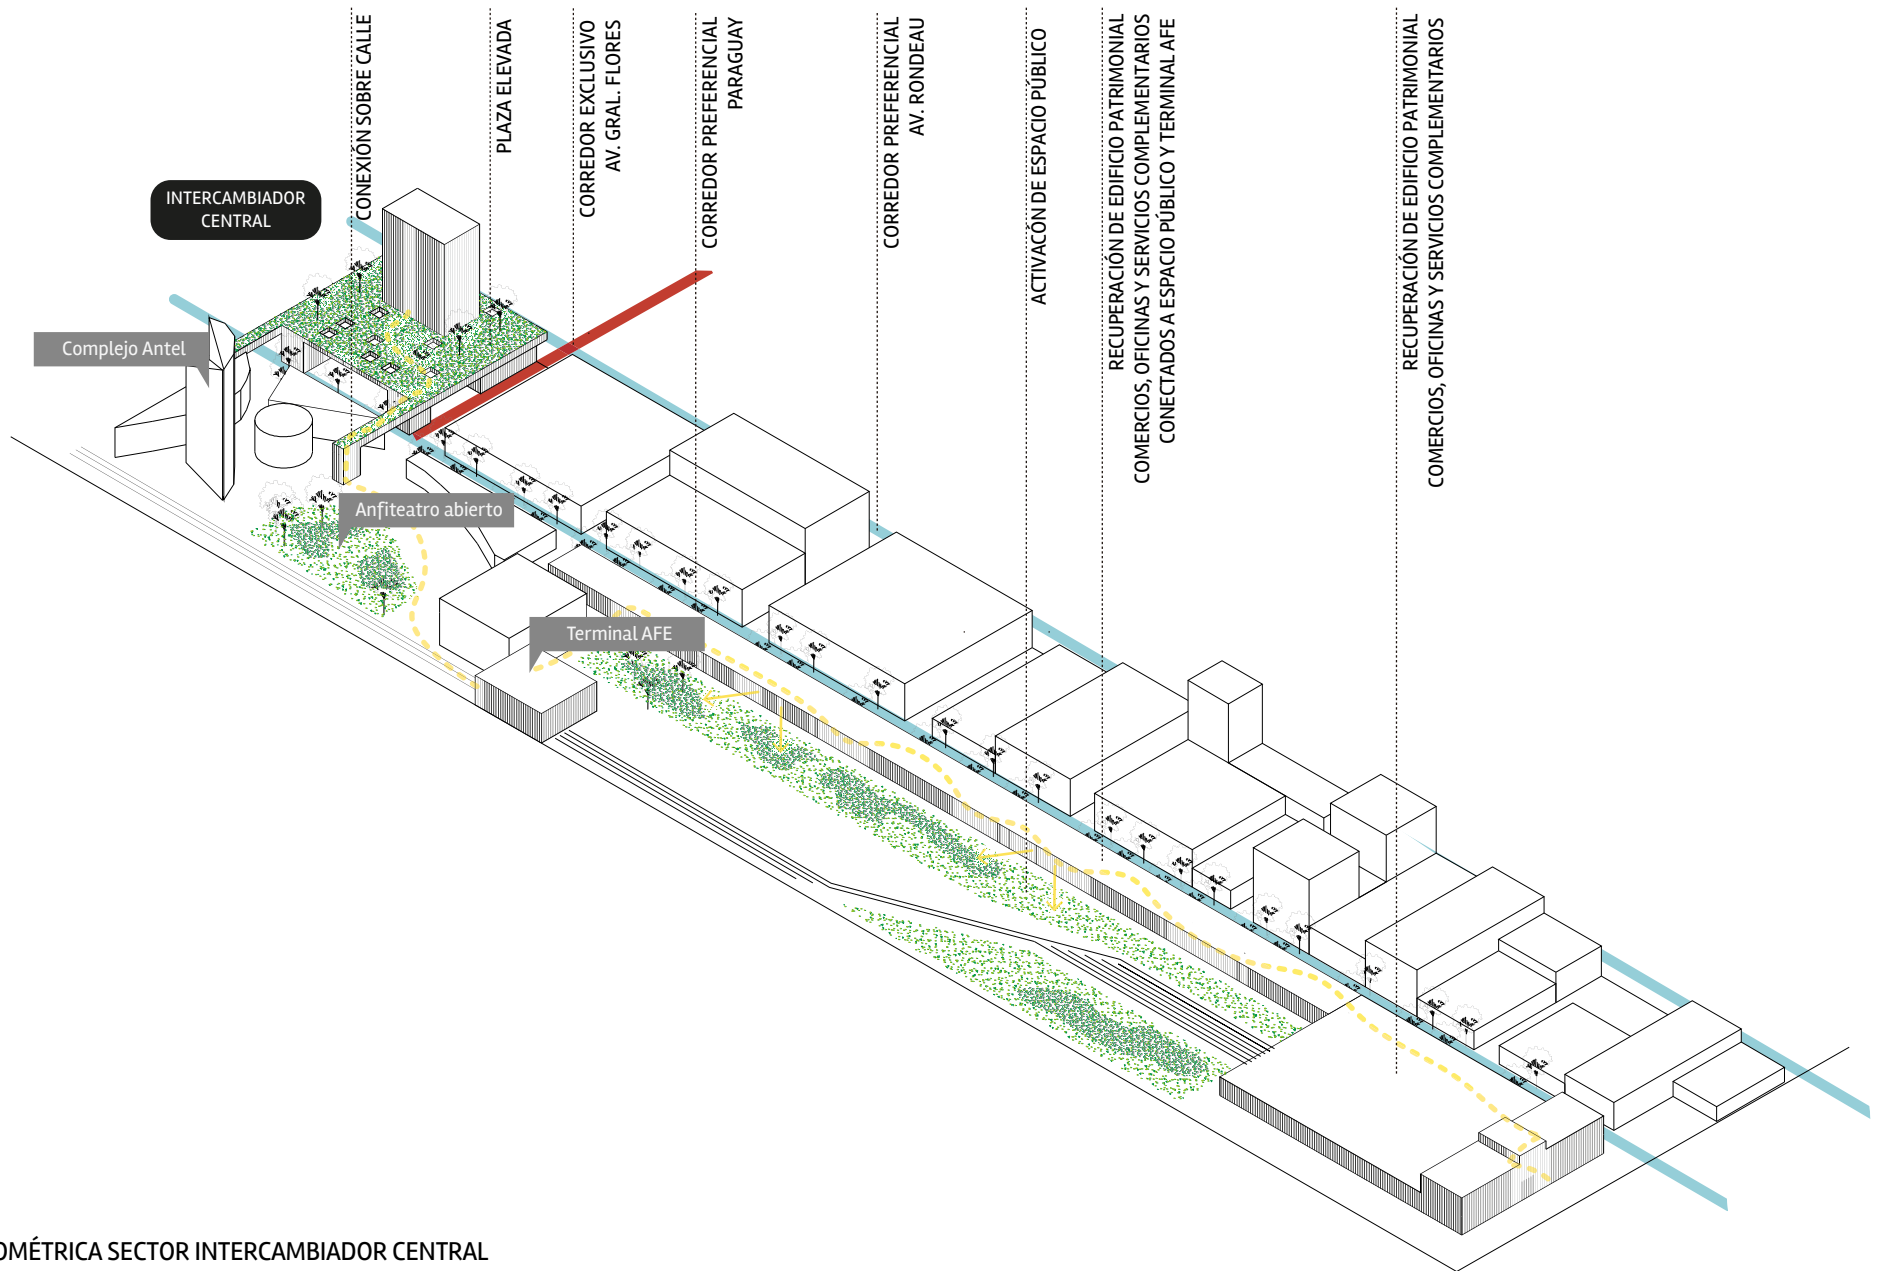 CONEXIÓN SOBRE CALLE
PLAZA ELEVADA
CORREDOR EXCLUSIVO
AV. GRAL. FLORES
CORREDOR PREFERENCIAL
PARAGUAY
CORREDOR PREFERENCIAL
AV. RONDEAU
ACTIVACÓN DE ESPACIO PÚBLICO
RECUPERACIÓN DE EDIFICIO PATRIMONIAL
COMERCIOS, OFICINAS Y SERVICIOS COMPLEMENTARIOS
CONECTADOS A ESPACIO PÚBLICO Y TERMINAL AFE
RECUPERACIÓN DE EDIFICIO PATRIMONIAL
COMERCIOS, OFICINAS Y SERVICIOS COMPLEMENTARIOS
INTERCAMBIADOR
CENTRAL
Complejo Antel
Anfiteatro abierto
Terminal AFE
OMÉTRICA SECTOR INTERCAMBIADOR CENTRAL